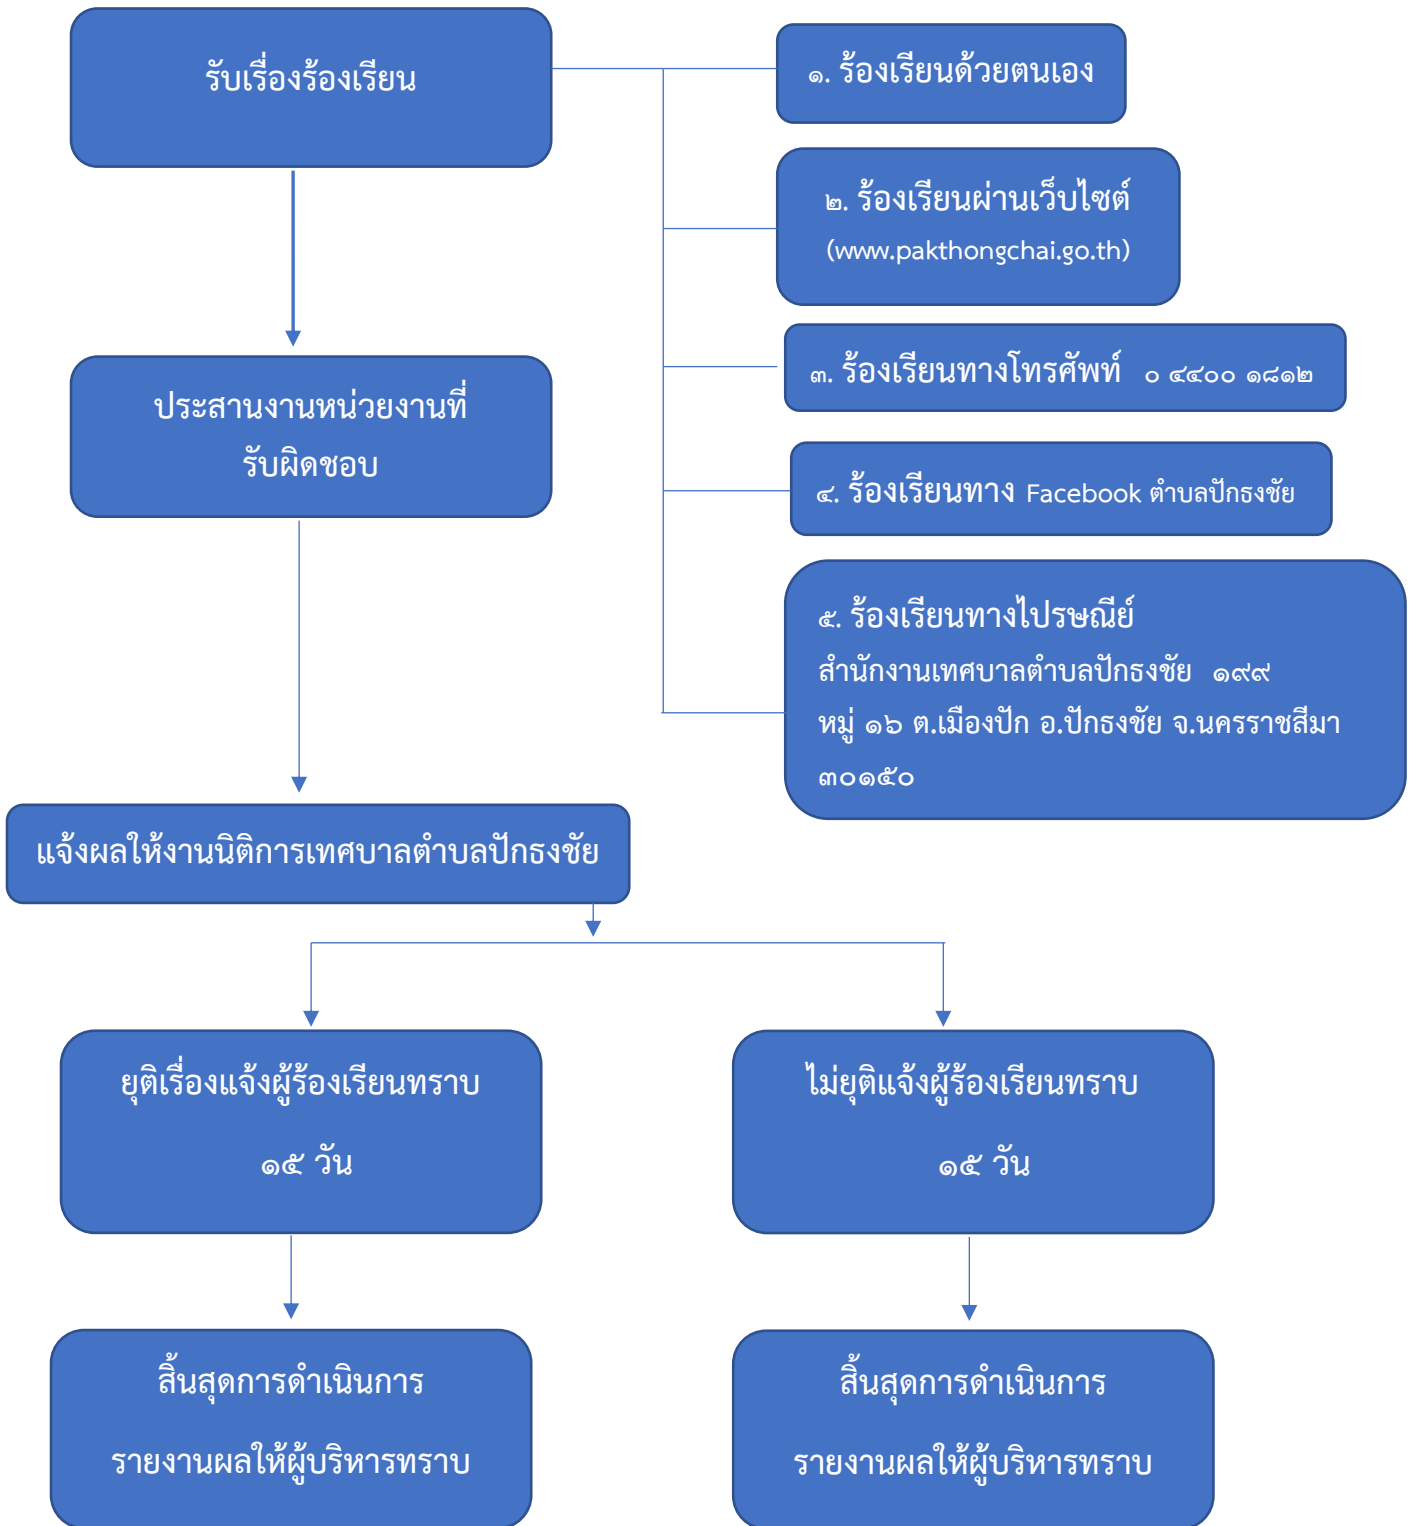 รับเรื่องร้องเรียน
๑. ร้องเรียนด้วยตนเอง
๒. ร้องเรียนผ่านเว็บไซต์
(www.pakthongchai.go.th)
๓. ร้องเรียนทางโทรศัพท์ ๐ ๔๔๐๐ ๑๘๑๒
๔. ร้องเรียนทาง Facebook ตำบลปักธงชัย
๕. ร้องเรียนทางไปรษณีย์
สำนักงานเทศบาลตำบลปักธงชัย ๑๙๙
หมู่ ๑๖ ต.เมืองปัก อ.ปักธงชัย จ.นครราชสีมา
๓๐๑๕๐
ประสานงานหน่วยงานที่
รับผิดชอบ
แจ้งผลให้งานนิติการเทศบาลตำบลปักธงชัย
ยุติเรื่องแจ้งผู้ร้องเรียนทราบ
๑๕ วัน
ไม่ยุติแจ้งผู้ร้องเรียนทราบ
๑๕ วัน
สิ้นสุดการดำเนินการ
รายงานผลให้ผู้บริหารทราบ
สิ้นสุดการดำเนินการ
รายงานผลให้ผู้บริหารทราบ